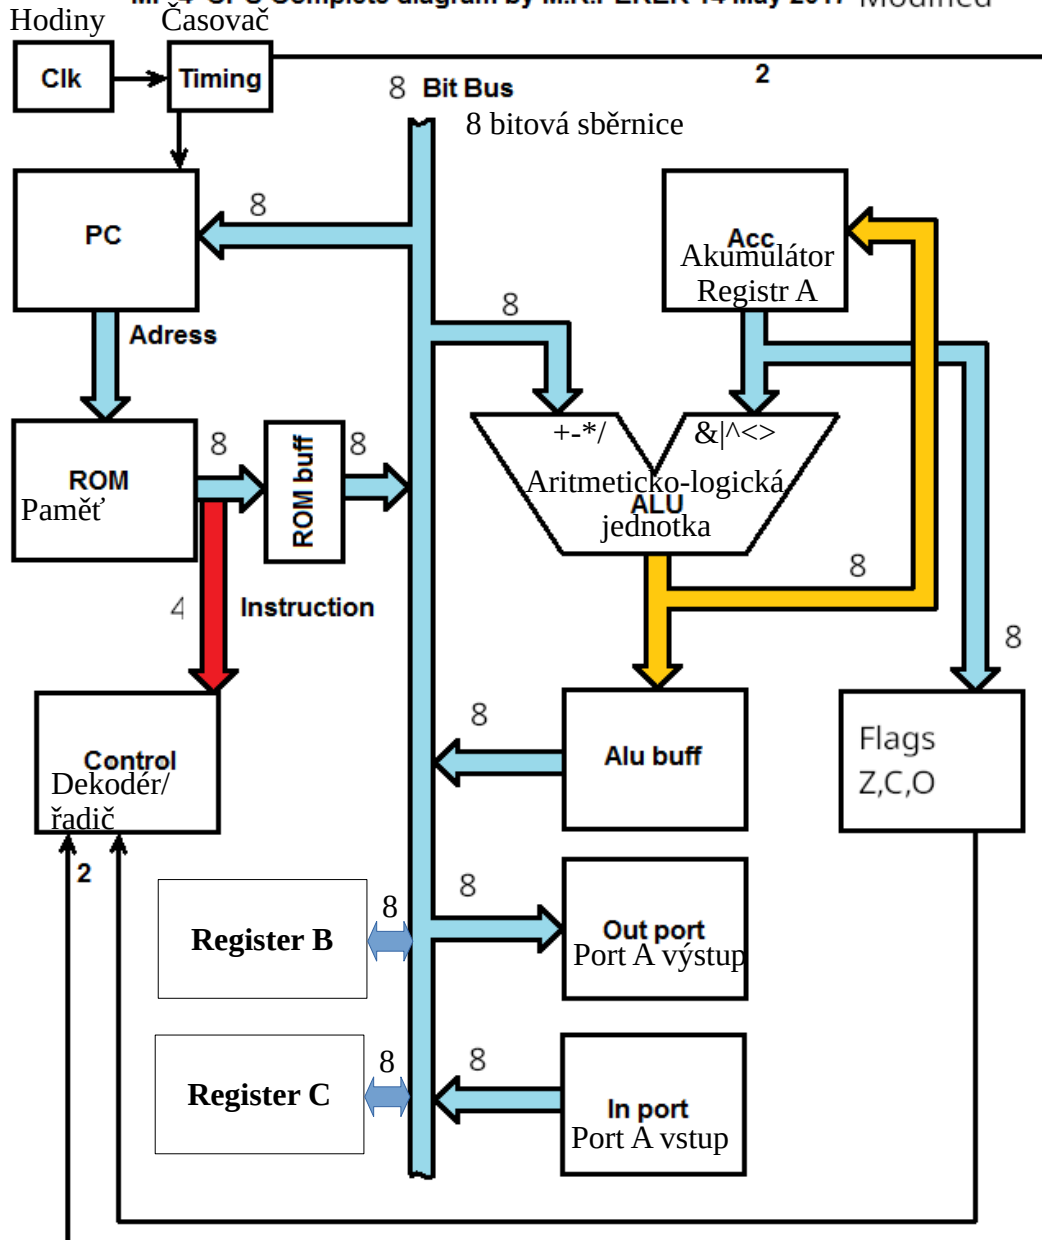 Hodiny
Časovač
Clk
Timing
2
8 Bit Bus
8 bitová sběrnice
PC
8
Acc
Akumulátor
Registr A
8
Adress
ROM
Paměť
8
ROM buff
8
+-*/
&|^<>
Aritmeticko-logická
ALU
jednotka
8
4
Instruction
8
Control
Dekodér/
řadič
8
Alu buff
Flags
Z,C,O
2
Register B
8
8
Out port
Port A výstup
Register C
8
8
In port
Port A vstup